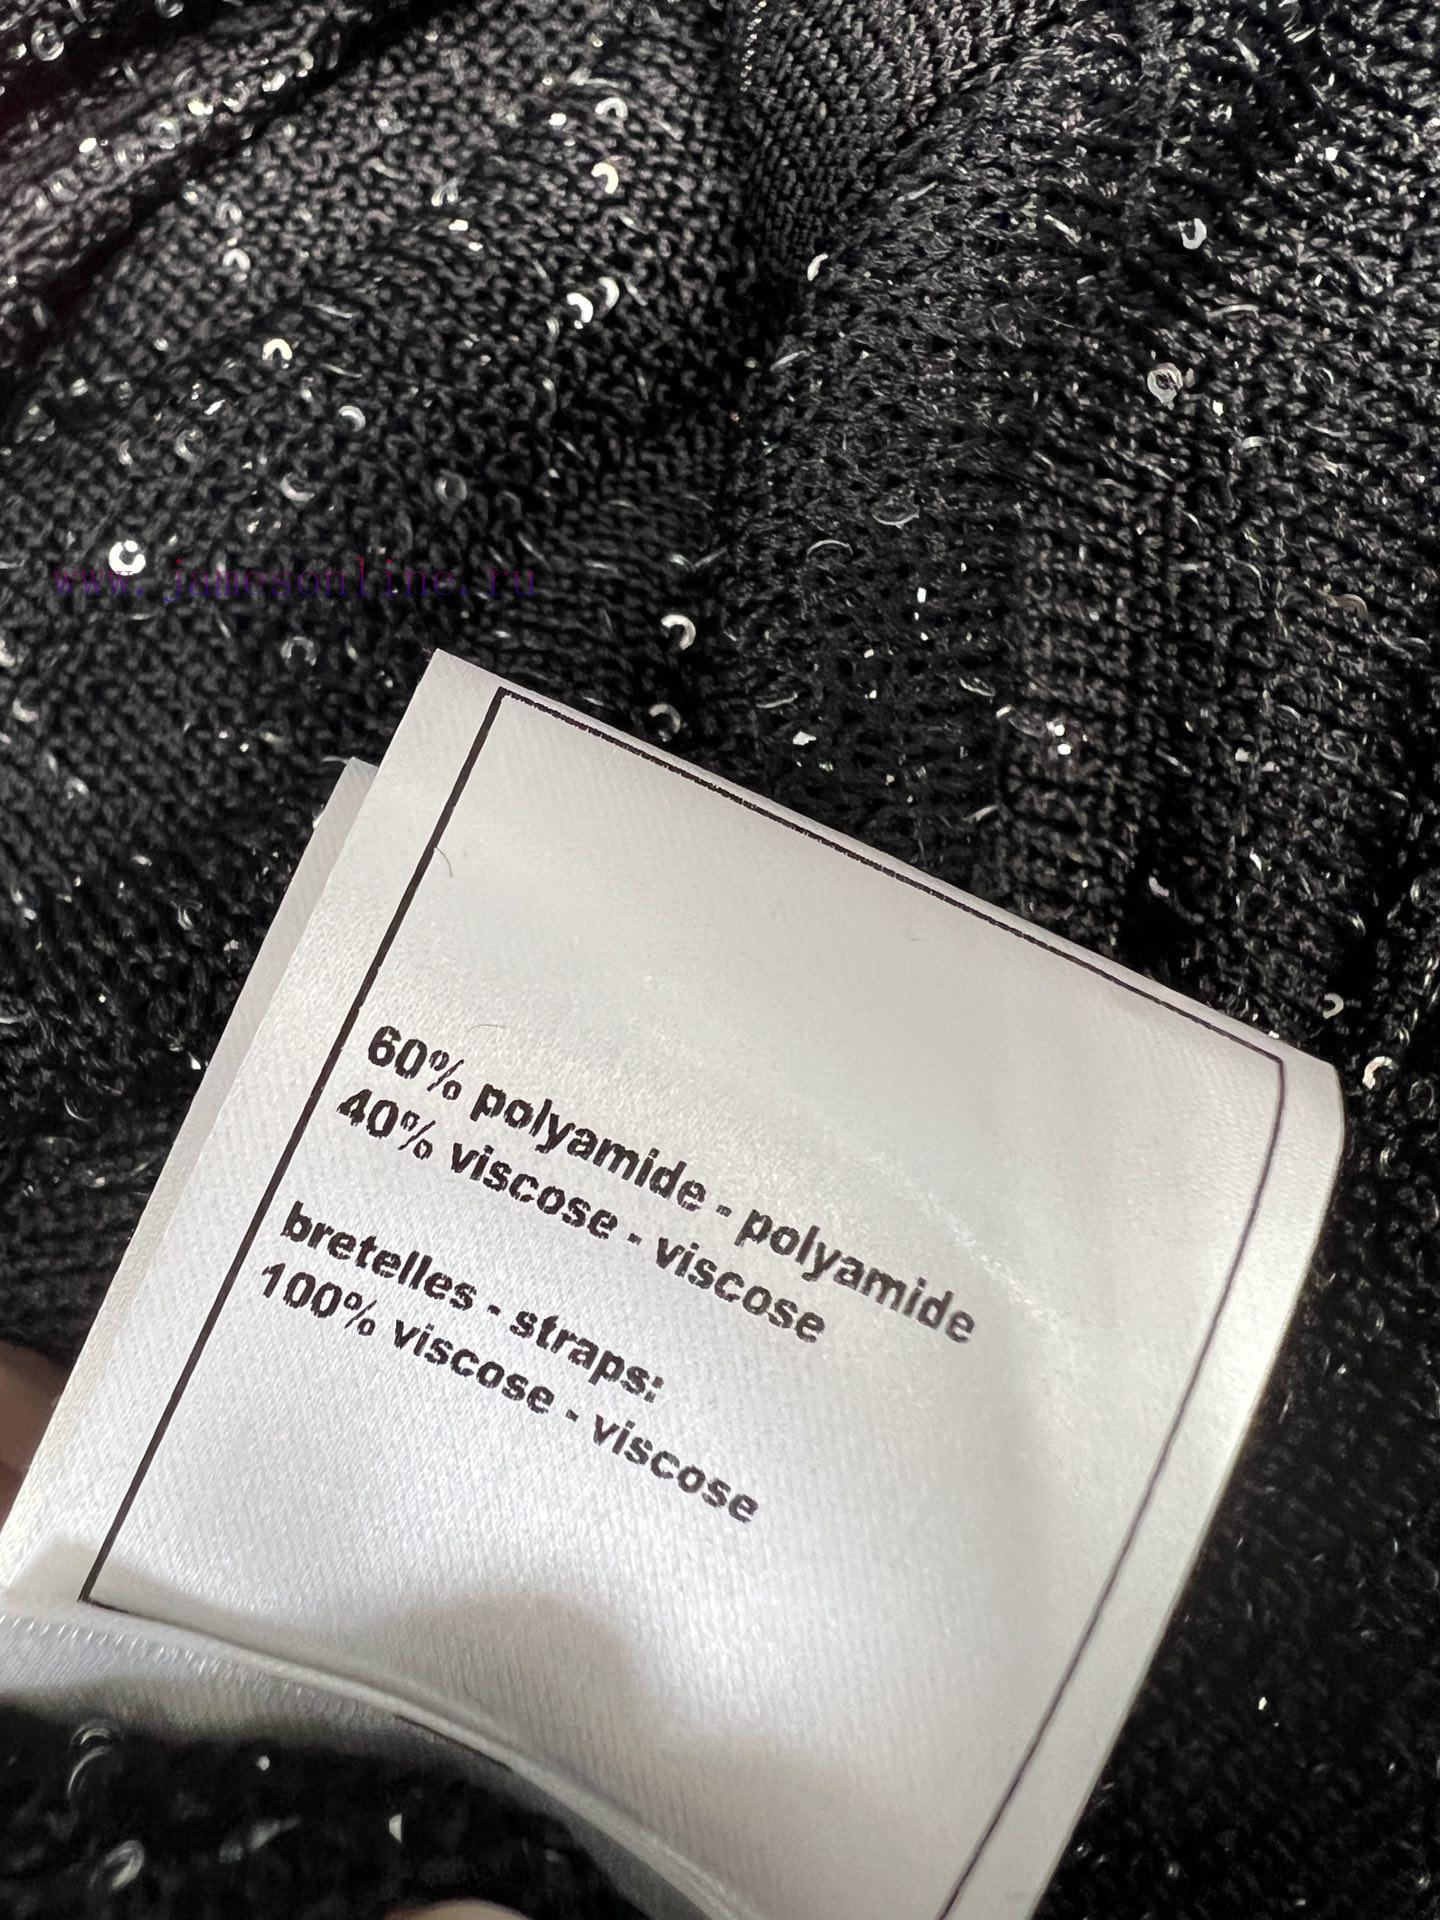 www.jamesonline.ru
60% polyamide - polyamide
40% viscose - viscose
bretelles - straps:
100% viscose - viscose